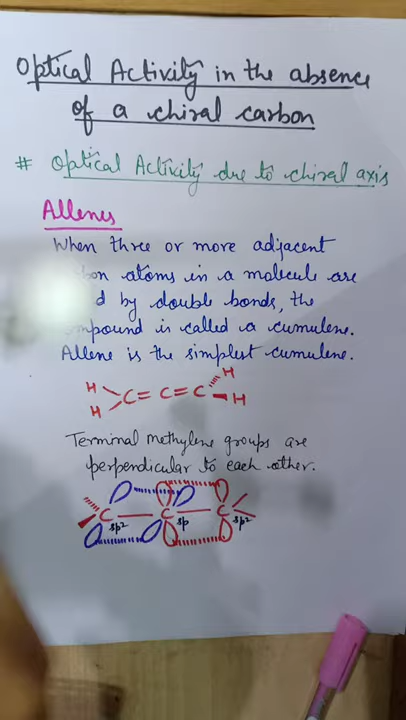 Optical Activity in the absence
of a chiral carbon
# Optical Activity due to chiral axis
Allenes
When three or more adjacent
atoms in a molecule are
by double bonds, the
is called a cumulene.
Allene is the simplest cumulene.
H H
C = C = C
H H
Terminal methylene groups are
perpendicular to each other.
C C C
sp² sp sp²